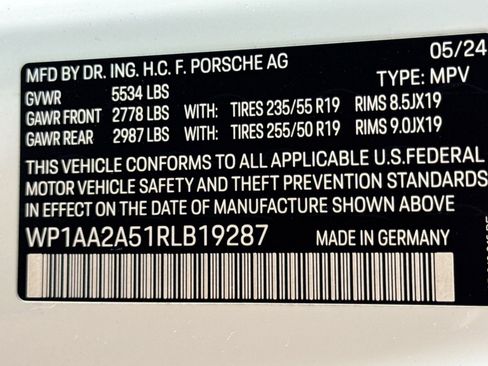 MFD BY DR. ING. H.C. F. PORSCHE AG 05/24
GVWR 5534 LBS TYPE: MPV
GAWR FRONT 2778 LBS WITH: TIRES 235/55 R19 RIMS 8.5JX19
GAWR REAR 2987 LBS WITH: TIRES 255/50 R19 RIMS 9.0JX19
THIS VEHICLE CONFORMS TO ALL APPLICABLE U.S.FEDERAL
MOTOR VEHICLE SAFETY AND THEFT PREVENTION STANDARDS
IN EFFECT ON THE DATE OF MANUFACTURE SHOWN ABOVE
WP1AA2A51RLB19287 MADE IN GERMANY